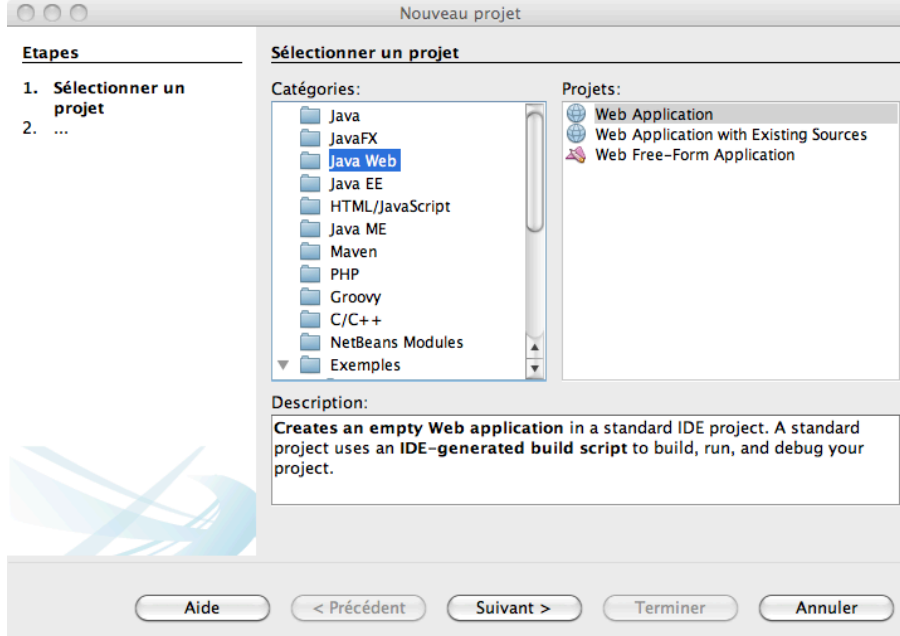 Nouveau projet
Etapes
1. Sélectionner un
projet
2. ...
Sélectionner un projet
Catégories:
Java
JavaFX
Java Web
Java EE
HTML/JavaScript
Java ME
Maven
PHP
Groovy
C/C++
NetBeans Modules
Exemples
Projets:
Web Application
Web Application with Existing Sources
Web Free-Form Application
Description:
Creates an empty Web application in a standard IDE project. A standard
project uses an IDE-generated build script to build, run, and debug your
project.
Aide
< Précédent
Suivant >
Terminer
Annuler